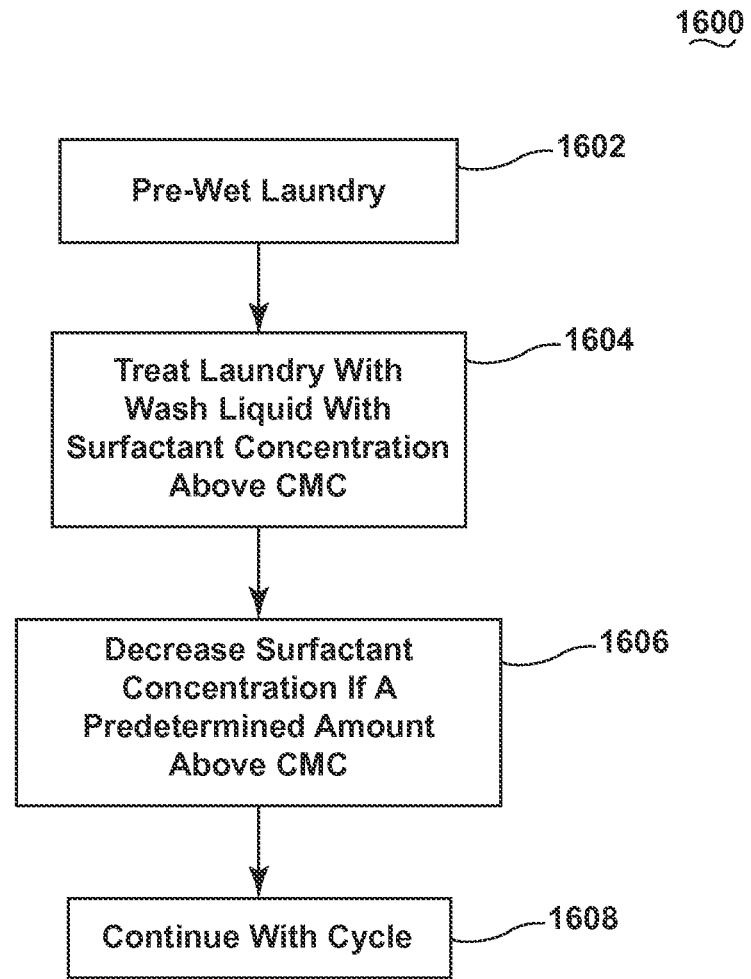 1600
1602
Pre-Wet Laundry
1604
Treat Laundry With
Wash Liquid With
Surfactant Concentration
Above CMC
1606
Decrease Surfactant
Concentration If A
Predetermined Amount
Above CMC
1608
Continue With Cycle